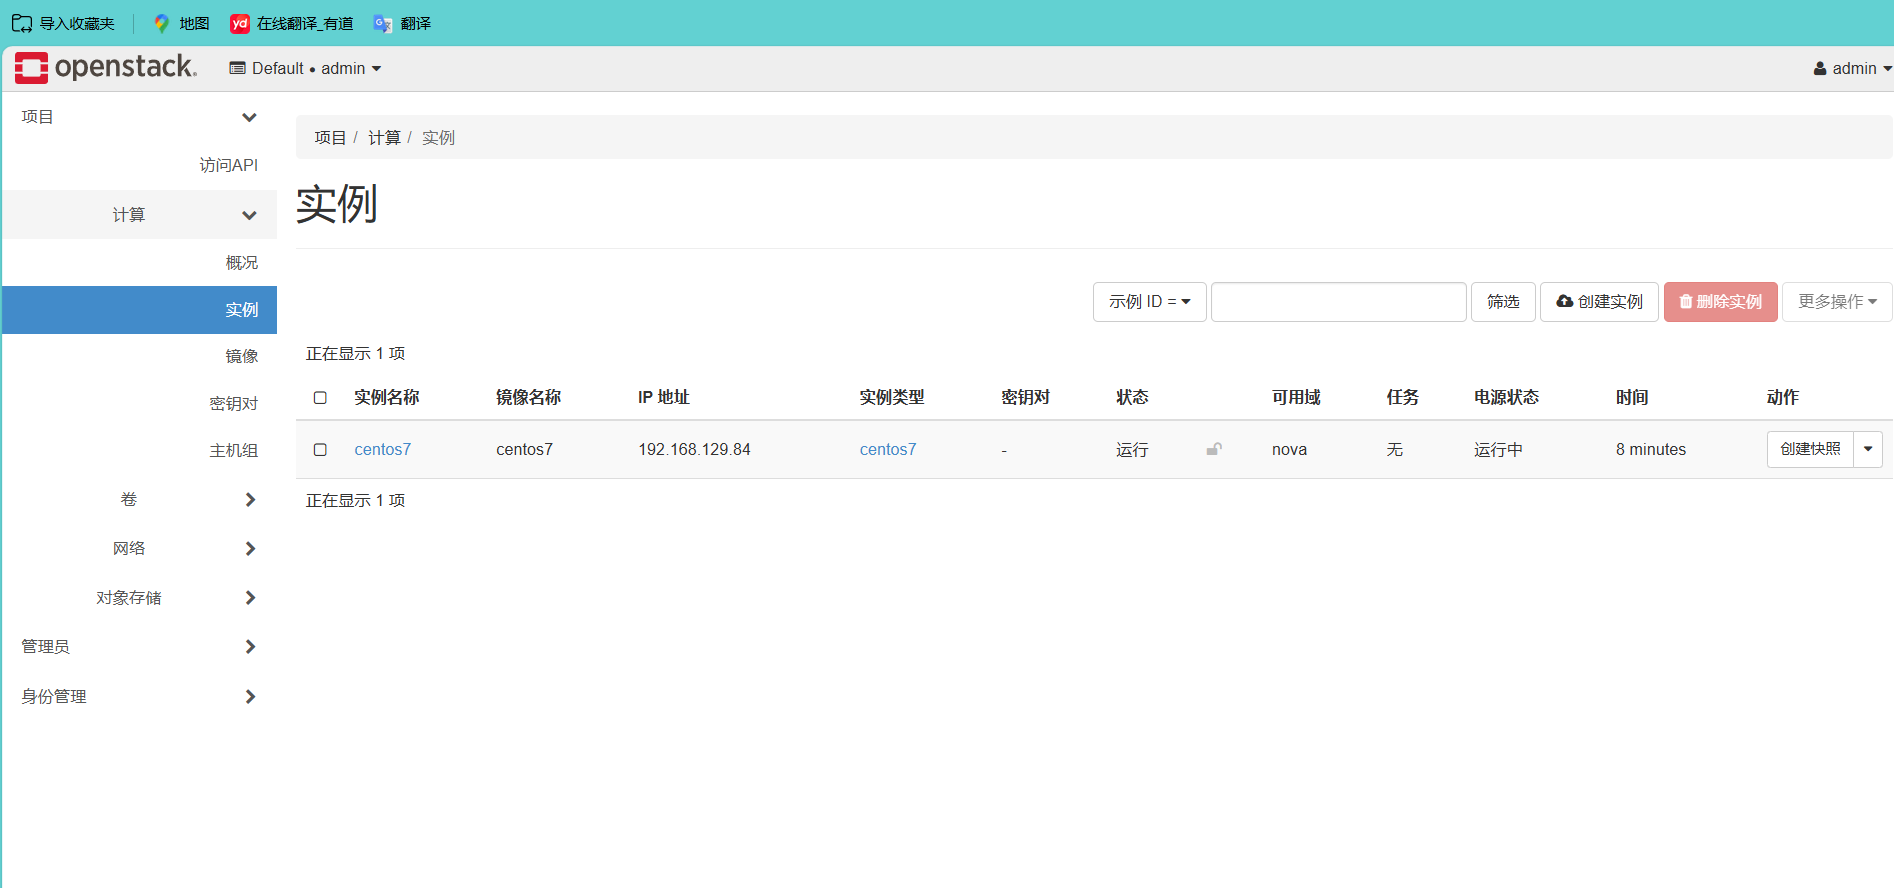 导入收藏夹 地图 yd 在线翻译_有道 G 翻译
openstack. Default • admin admin
项目
访问API
计算
概况
实例
镜像
密钥对
主机组
卷
网络
对象存储
管理员
身份管理
项目 / 计算 / 实例
实例
示例 ID = 筛选 创建实例 删除实例 更多操作
正在显示 1 项
实例名称 镜像名称 IP 地址 实例类型 密钥对 状态 可用域 任务 电源状态 时间 动作
centos7 centos7 192.168.129.84 centos7 - 运行 nova 无 运行中 8 minutes 创建快照
正在显示 1 项